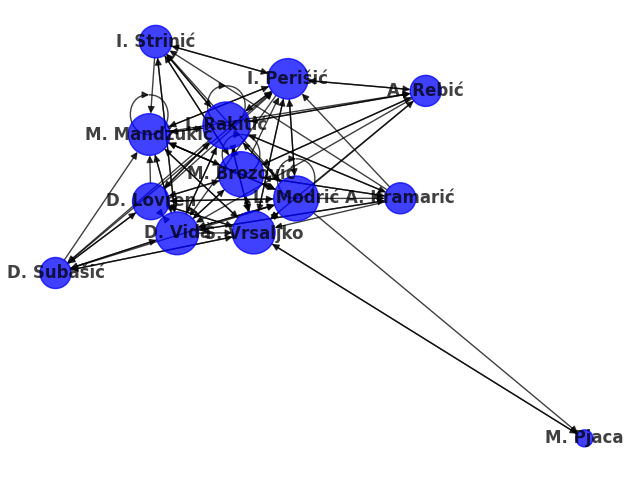 I. Strinić
I. Perišić
A. Rebić
I. Rakitić
M. Mandžukić
M. Brozović
D. Lovren
L. Modrić
A. Kramarić
D. Vida
S. Vrsaljko
D. Subašić
M. Pjaca